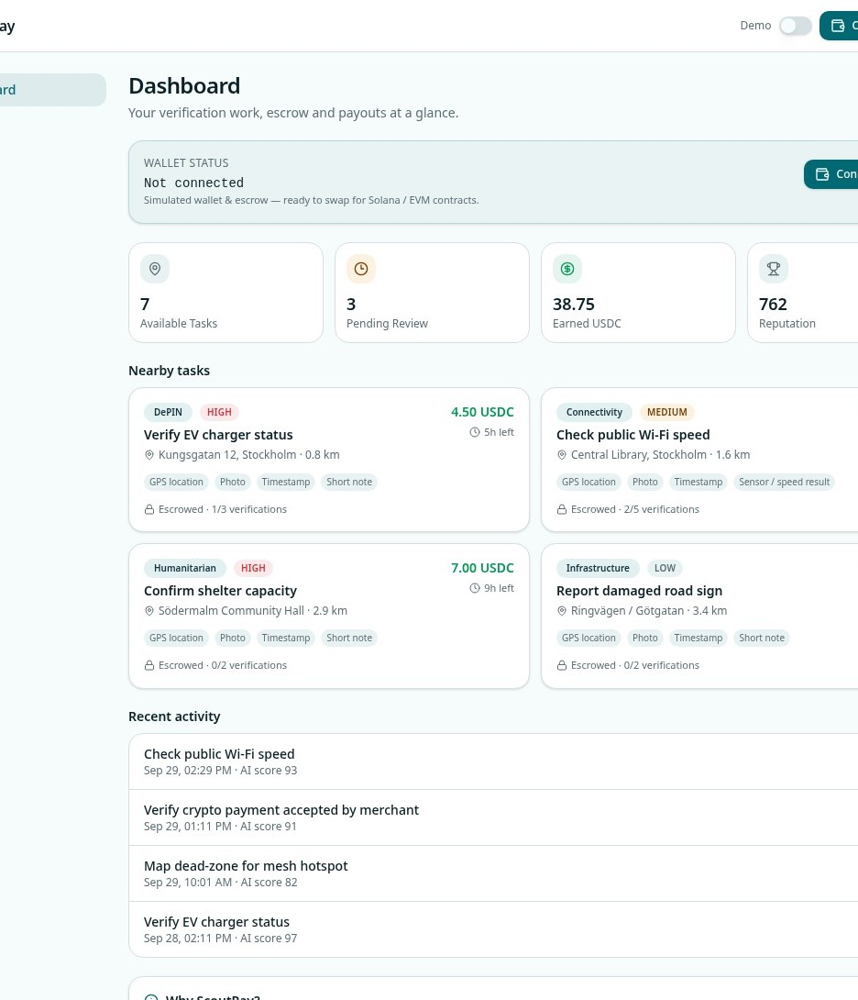 ay
Demo
ard
Dashboard
Your verification work, escrow and payouts at a glance.
WALLET STATUS
Not connected
Simulated wallet & escrow — ready to swap for Solana / EVM contracts.
Con
7
Available Tasks
3
Pending Review
38.75
Earned USDC
762
Reputation
Nearby tasks
DePIN HIGH 4.50 USDC
Verify EV charger status 5h left
Kungsgatan 12, Stockholm · 0.8 km
GPS location Photo Timestamp Short note
Escrowed · 1/3 verifications
Connectivity MEDIUM
Check public Wi-Fi speed
Central Library, Stockholm · 1.6 km
GPS location Photo Timestamp Sensor / speed result
Escrowed · 2/5 verifications
Humanitarian HIGH 7.00 USDC
Confirm shelter capacity 9h left
Södermalm Community Hall · 2.9 km
GPS location Photo Timestamp Short note
Escrowed · 0/2 verifications
Infrastructure LOW
Report damaged road sign
Ringvägen / Götgatan · 3.4 km
GPS location Photo Timestamp Short note
Escrowed · 0/2 verifications
Recent activity
Check public Wi-Fi speed
Sep 29, 02:29 PM · AI score 93
Verify crypto payment accepted by merchant
Sep 29, 01:11 PM · AI score 91
Map dead-zone for mesh hotspot
Sep 29, 10:01 AM · AI score 82
Verify EV charger status
Sep 28, 02:11 PM · AI score 97
Why ScoutPay?